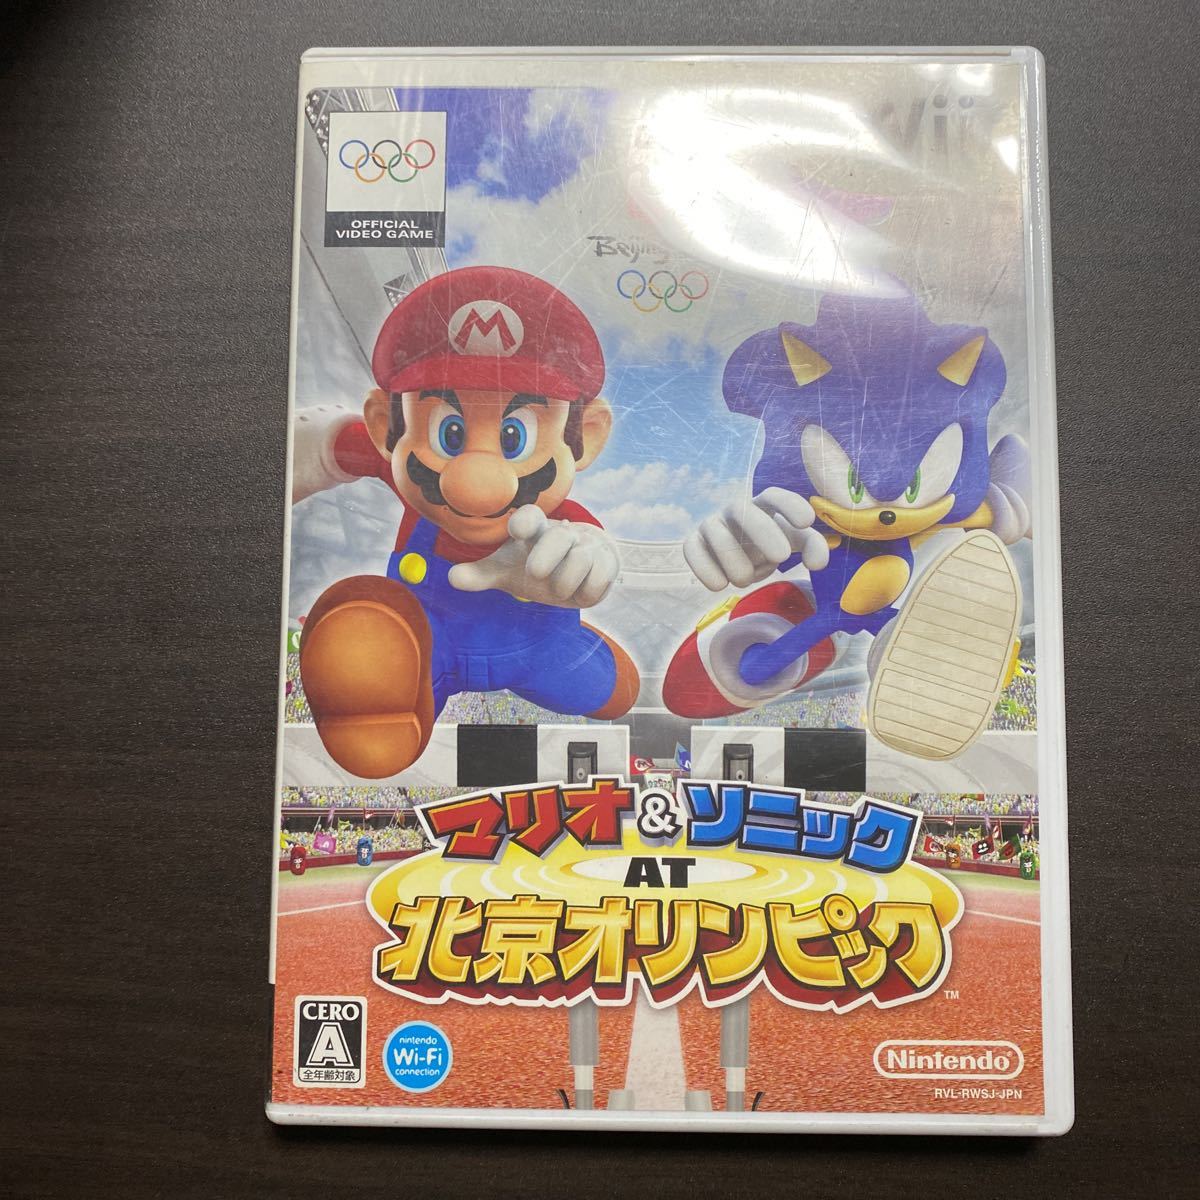 Wii
OFFICIAL
VIDEO GAME
Beijing
M
マリオ&ソニック
AT
北京オリンピック
TM
CERO
A
全年齢対象
nintendo
Wi-Fi
connection
Nintendo
RVL-RWSJ-JPN